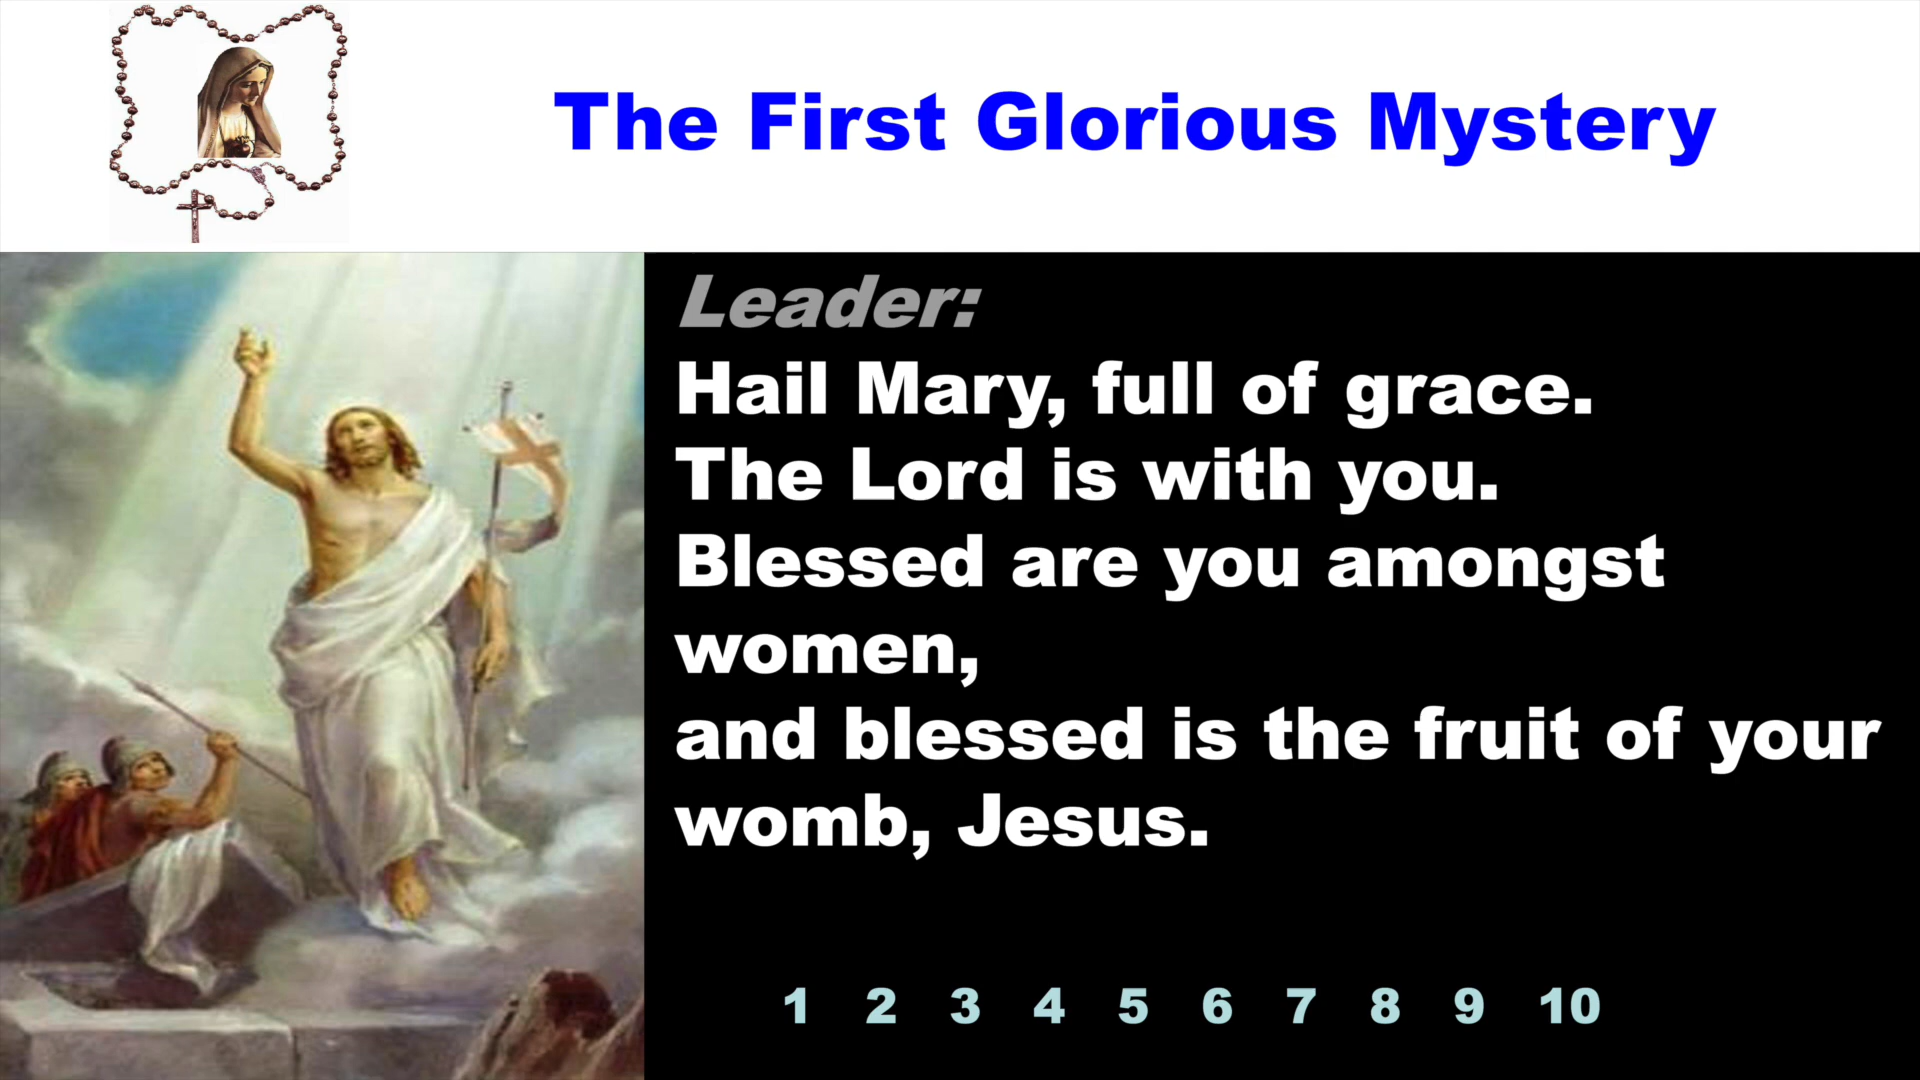 The First Glorious Mystery
Leader:
Hail Mary, full of grace.
The Lord is with you.
Blessed are you amongst
women,
and blessed is the fruit of your
womb, Jesus.
1 2 3 4 5 6 7 8 9 10